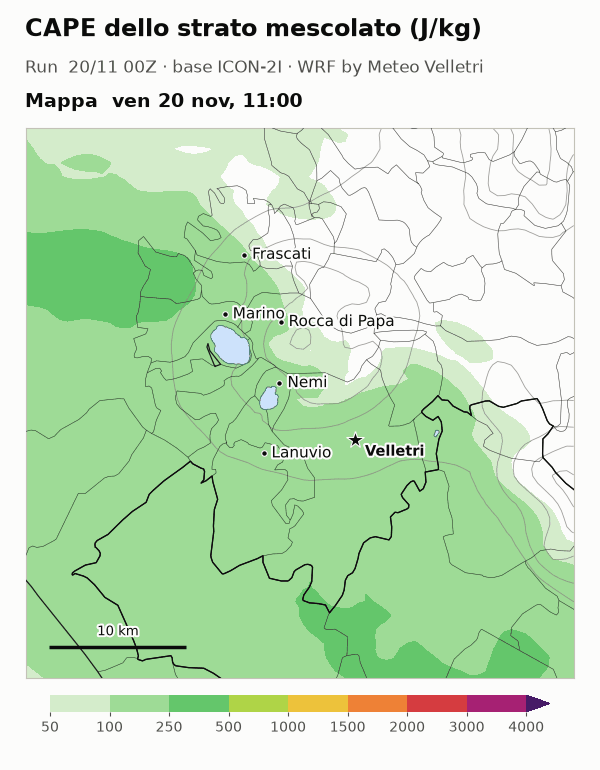 CAPE dello strato mescolato (J/kg)
Run  20/11 00Z · base ICON-2I · WRF by Meteo Velletri
Mappa  ven 20 nov, 11:00
Frascati
Marino
Rocca di Papa
Nemi
Velletri
Lanuvio
10 km
50 100 250 500 1000 1500 2000 3000 4000